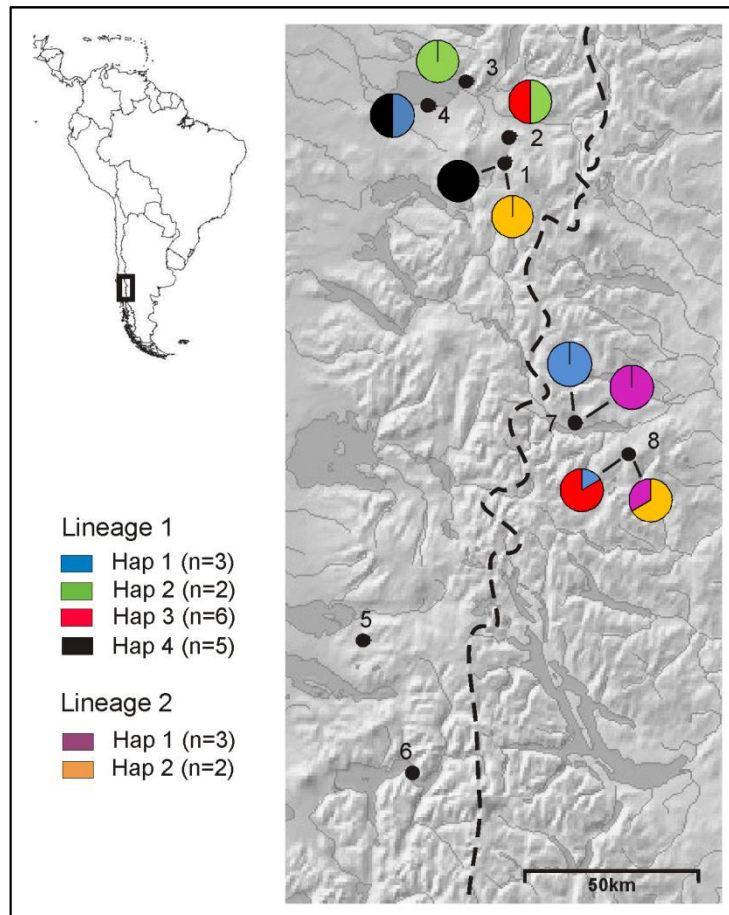 3
4
2
1
7
8
5
6
Lineage 1
Hap 1 (n=3)
Hap 2 (n=2)
Hap 3 (n=6)
Hap 4 (n=5)
Lineage 2
Hap 1 (n=3)
Hap 2 (n=2)
50km